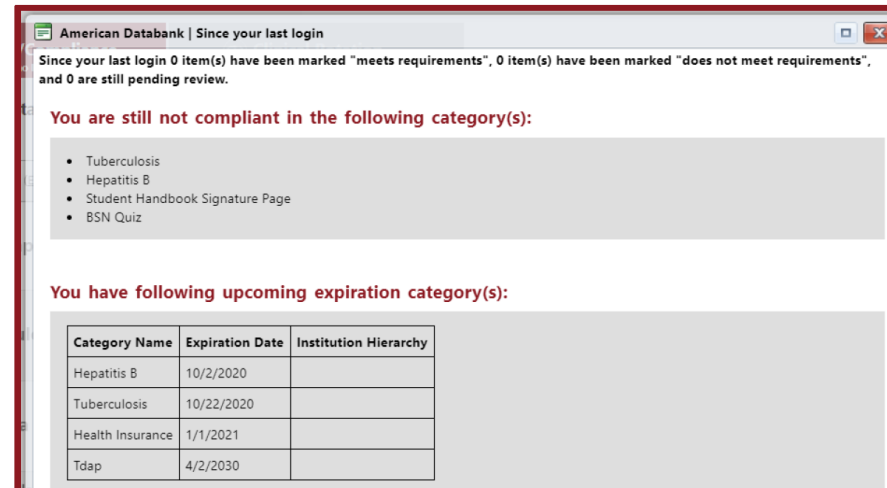 American Databank | Since your last login
Since your last login 0 item(s) have been marked "meets requirements", 0 item(s) have been marked "does not meet requirements",
and 0 are still pending review.
You are still not compliant in the following category(s):
Tuberculosis
Hepatitis B
Student Handbook Signature Page
BSN Quiz
You have following upcoming expiration category(s):
Category Name Expiration Date Institution Hierarchy
Hepatitis B 10/2/2020
Tuberculosis 10/22/2020
Health Insurance 1/1/2021
Tdap 4/2/2030